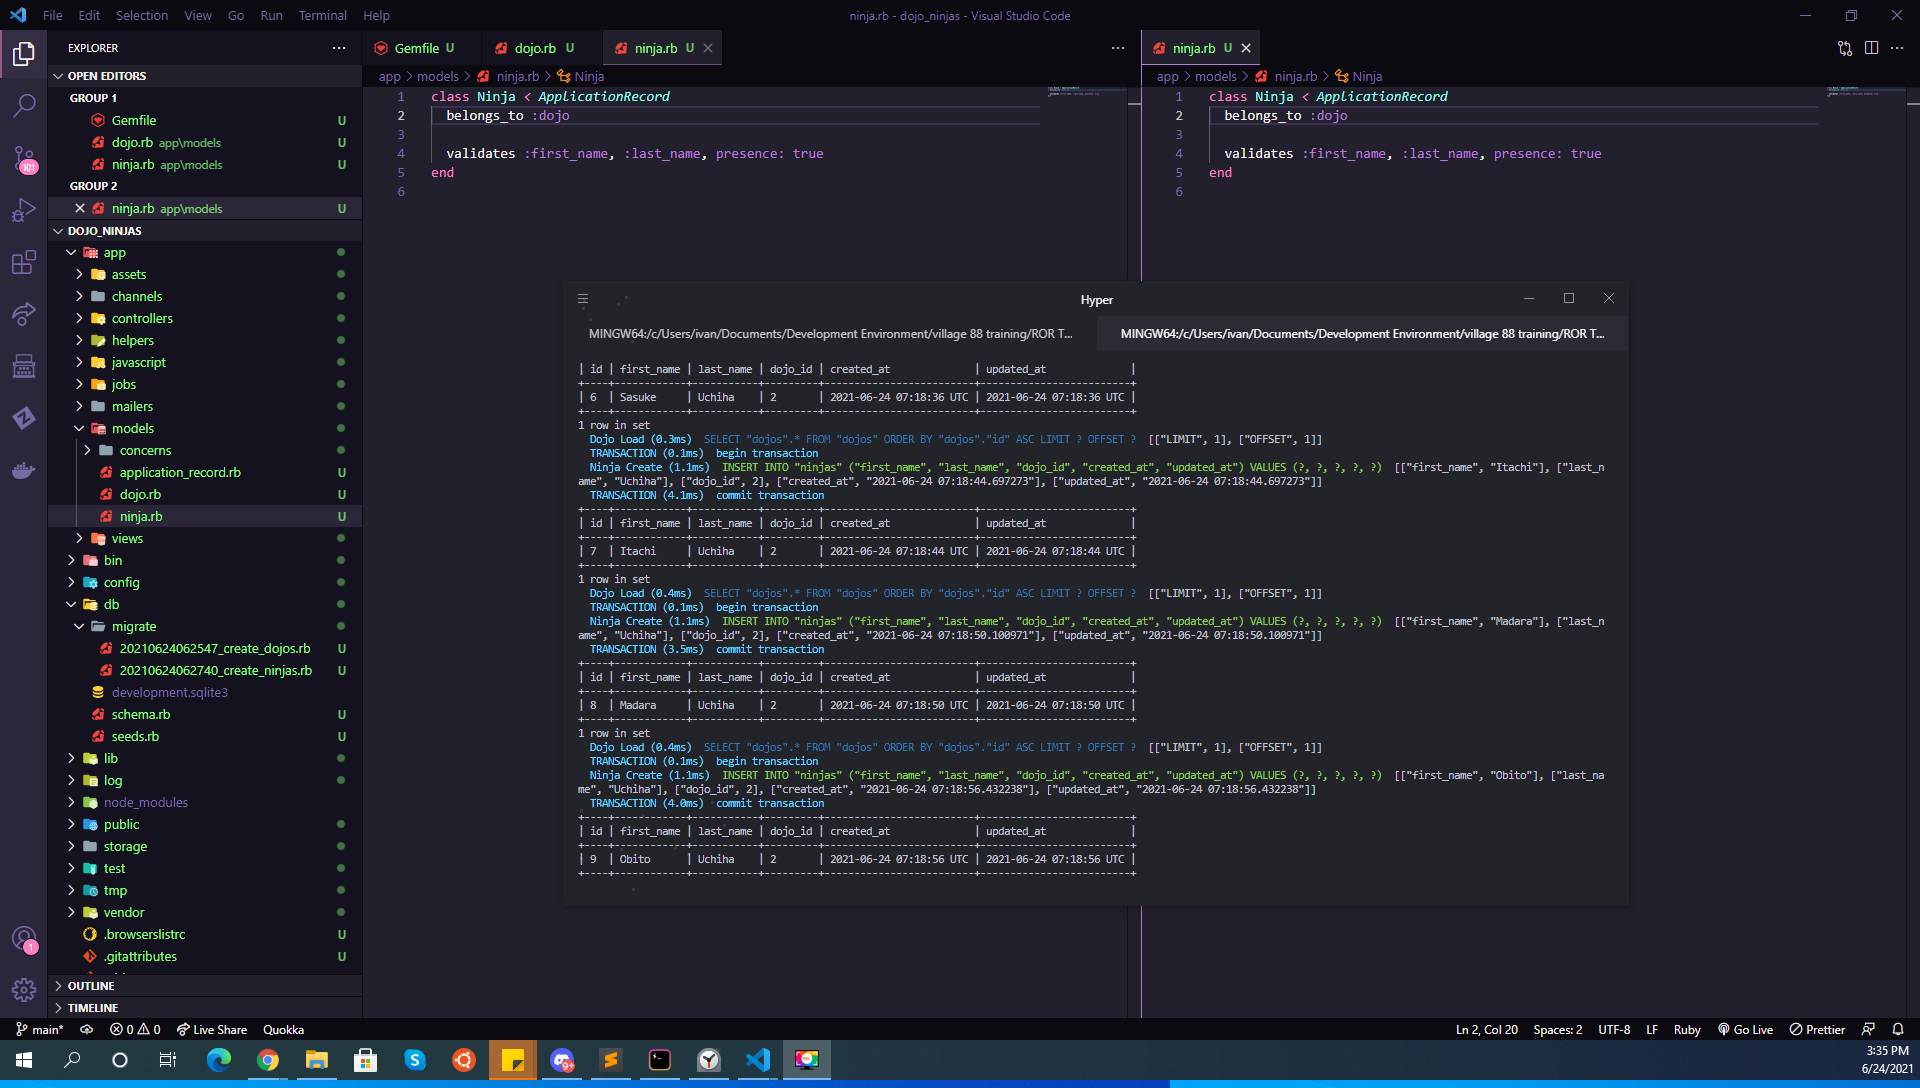 File Edit Selection View Go Run Terminal Help
ninja.rb - dojo_ninjas - Visual Studio Code
EXPLORER
OPEN EDITORS
GROUP 1
Gemfile U
dojo.rb app\models U
ninja.rb app\models U
GROUP 2
ninja.rb app\models U
DOJO_NINJAS
app
assets
channels
controllers
helpers
javascript
jobs
mailers
models
concerns
application_record.rb U
dojo.rb U
ninja.rb U
views
bin
config
db
migrate
20210624062547_create_dojos.rb U
20210624062740_create_ninjas.rb U
development.sqlite3
schema.rb U
seeds.rb U
lib
log
node_modules
public
storage
test
tmp
vendor
.browserslistrc U
.gitattributes U
OUTLINE
TIMELINE
101
1
Gemfile U dojo.rb U ninja.rb U
app > models > ninja.rb > Ninja
1 class Ninja < ApplicationRecord
2 belongs_to :dojo
3
4 validates :first_name, :last_name, presence: true
5 end
6
ninja.rb U
app > models > ninja.rb > Ninja
1 class Ninja < ApplicationRecord
2 belongs_to :dojo
3
4 validates :first_name, :last_name, presence: true
5 end
6
Hyper
MINGW64:/c/Users/ivan/Documents/Development Environment/village 88 training/ROR T...
MINGW64:/c/Users/ivan/Documents/Development Environment/village 88 training/ROR T...
| id | first_name | last_name | dojo_id | created_at | updated_at |
+----+------------+-----------+---------+-------------------------+-------------------------+
| 6 | Sasuke | Uchiha | 2 | 2021-06-24 07:18:36 UTC | 2021-06-24 07:18:36 UTC |
+----+------------+-----------+---------+-------------------------+-------------------------+
1 row in set
Dojo Load (0.3ms) SELECT "dojos".* FROM "dojos" ORDER BY "dojos"."id" ASC LIMIT ? OFFSET ? [["LIMIT", 1], ["OFFSET", 1]]
TRANSACTION (0.1ms) begin transaction
Ninja Create (1.1ms) INSERT INTO "ninjas" ("first_name", "last_name", "dojo_id", "created_at", "updated_at") VALUES (?, ?, ?, ?, ?) [["first_name", "Itachi"], ["last_n
ame", "Uchiha"], ["dojo_id", 2], ["created_at", "2021-06-24 07:18:44.697273"], ["updated_at", "2021-06-24 07:18:44.697273"]]
TRANSACTION (4.1ms) commit transaction
+----+------------+-----------+---------+-------------------------+-------------------------+
| id | first_name | last_name | dojo_id | created_at | updated_at |
+----+------------+-----------+---------+-------------------------+-------------------------+
| 7 | Itachi | Uchiha | 2 | 2021-06-24 07:18:44 UTC | 2021-06-24 07:18:44 UTC |
+----+------------+-----------+---------+-------------------------+-------------------------+
1 row in set
Dojo Load (0.4ms) SELECT "dojos".* FROM "dojos" ORDER BY "dojos"."id" ASC LIMIT ? OFFSET ? [["LIMIT", 1], ["OFFSET", 1]]
TRANSACTION (0.1ms) begin transaction
Ninja Create (1.1ms) INSERT INTO "ninjas" ("first_name", "last_name", "dojo_id", "created_at", "updated_at") VALUES (?, ?, ?, ?, ?) [["first_name", "Madara"], ["last_n
ame", "Uchiha"], ["dojo_id", 2], ["created_at", "2021-06-24 07:18:50.100971"], ["updated_at", "2021-06-24 07:18:50.100971"]]
TRANSACTION (3.5ms) commit transaction
+----+------------+-----------+---------+-------------------------+-------------------------+
| id | first_name | last_name | dojo_id | created_at | updated_at |
+----+------------+-----------+---------+-------------------------+-------------------------+
| 8 | Madara | Uchiha | 2 | 2021-06-24 07:18:50 UTC | 2021-06-24 07:18:50 UTC |
+----+------------+-----------+---------+-------------------------+-------------------------+
1 row in set
Dojo Load (0.4ms) SELECT "dojos".* FROM "dojos" ORDER BY "dojos"."id" ASC LIMIT ? OFFSET ? [["LIMIT", 1], ["OFFSET", 1]]
TRANSACTION (0.1ms) begin transaction
Ninja Create (1.1ms) INSERT INTO "ninjas" ("first_name", "last_name", "dojo_id", "created_at", "updated_at") VALUES (?, ?, ?, ?, ?) [["first_name", "Obito"], ["last_na
me", "Uchiha"], ["dojo_id", 2], ["created_at", "2021-06-24 07:18:56.432238"], ["updated_at", "2021-06-24 07:18:56.432238"]]
TRANSACTION (4.0ms) commit transaction
+----+------------+-----------+---------+-------------------------+-------------------------+
| id | first_name | last_name | dojo_id | created_at | updated_at |
+----+------------+-----------+---------+-------------------------+-------------------------+
| 9 | Obito | Uchiha | 2 | 2021-06-24 07:18:56 UTC | 2021-06-24 07:18:56 UTC |
+----+------------+-----------+---------+-------------------------+-------------------------+
main* 0 0 Live Share Quokka
Ln 2, Col 20 Spaces: 2 UTF-8 LF Ruby Go Live Prettier
9+
3:35 PM
6/24/2021